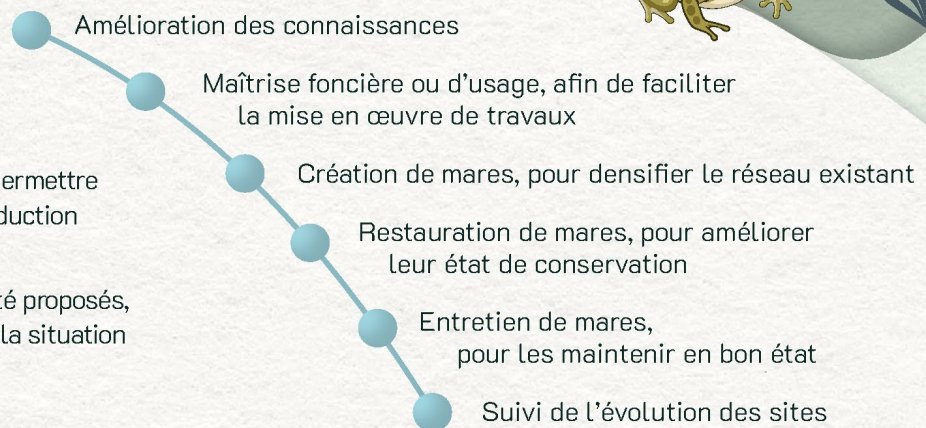 Amélioration des connaissances
Maîtrise foncière ou d'usage, afin de faciliter
la mise en œuvre de travaux
Création de mares, pour densifier le réseau existant
Restauration de mares, pour améliorer
leur état de conservation
Entretien de mares,
pour les maintenir en bon état
Suivi de l'évolution des sites
ermettre
duction
té proposés,
la situation